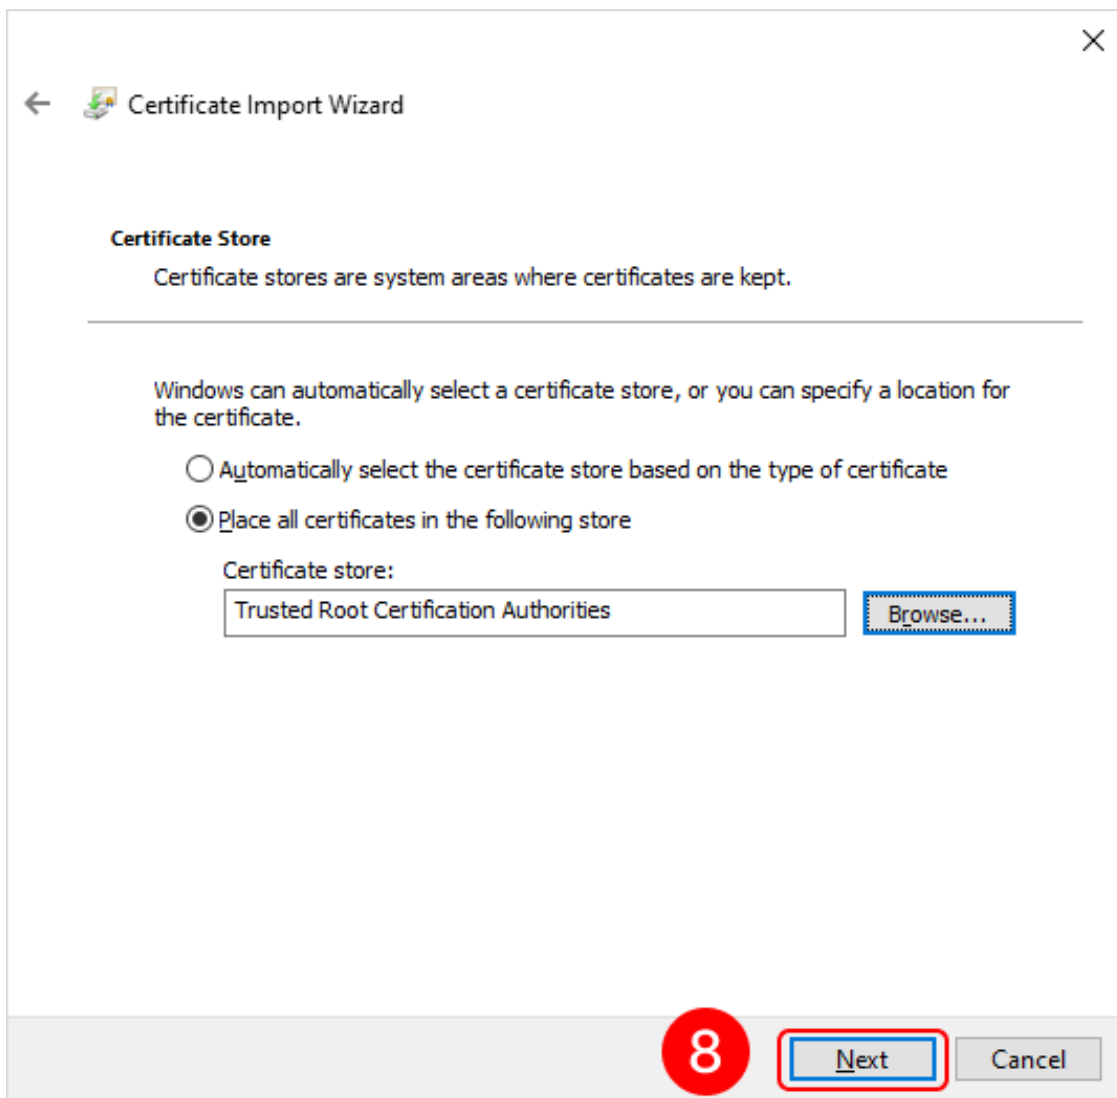 Certificate Import Wizard
Certificate Store
Certificate stores are system areas where certificates are kept.
Windows can automatically select a certificate store, or you can specify a location for
the certificate.
Automatically select the certificate store based on the type of certificate
Place all certificates in the following store
Certificate store:
Trusted Root Certification Authorities
Browse...
8
Next
Cancel